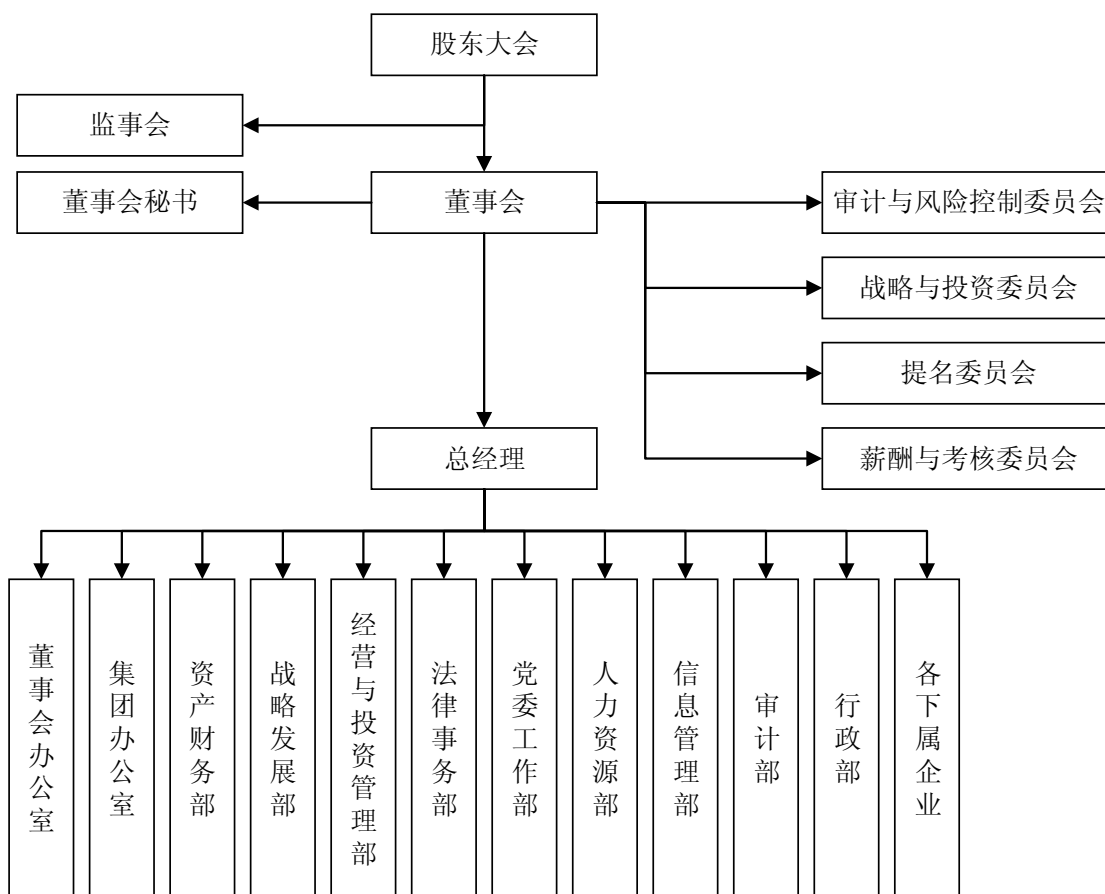 股东大会
监事会
董事会秘书
董事会
审计与风险控制委员会
战略与投资委员会
提名委员会
总经理
薪酬与考核委员会
董事会办公室
集团办公室
资产财务部
战略发展部
经营与投资管理部
法律事务部
党委工作部
人力资源部
信息管理部
审计部
行政部
各下属企业